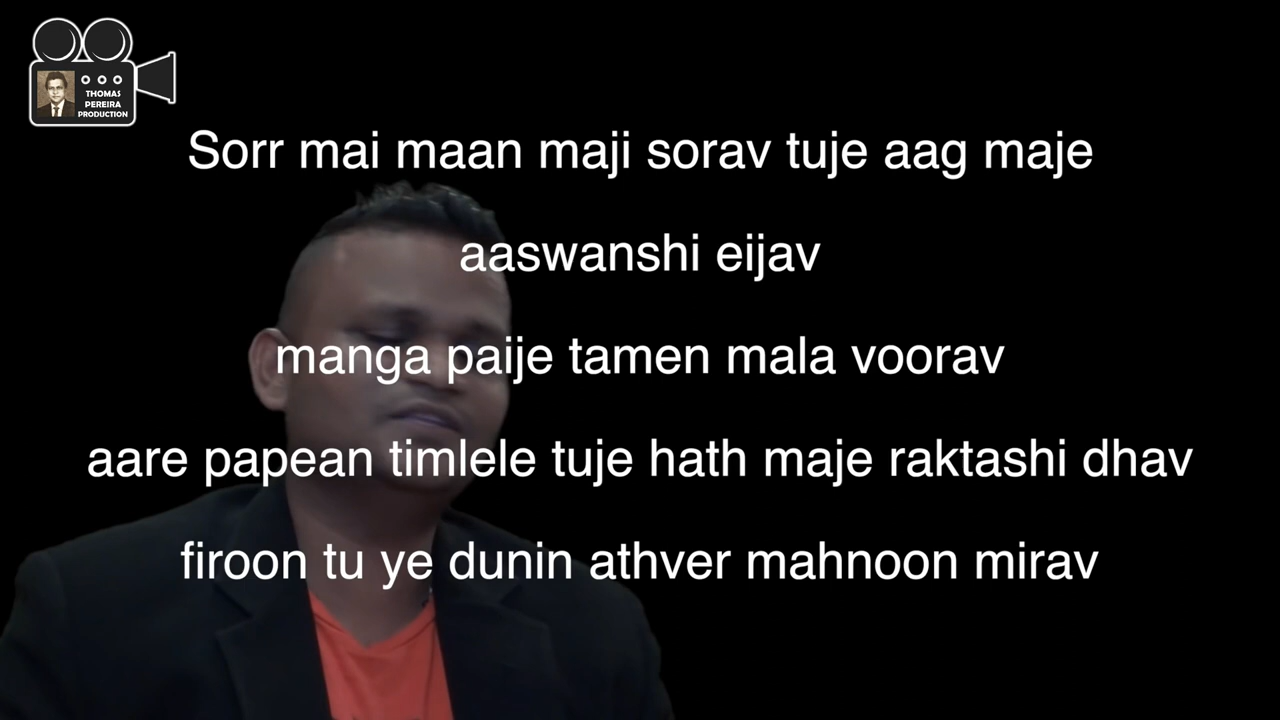 THOMAS
PEREIRA
PRODUCTION
Sorr mai maan maji sorav tuje aag maje
aaswanshi eijav
manga paije tamen mala voorav
aare papean timlele tuje hath maje raktashi dhav
firoon tu ye dunin athver mahnoon mirav